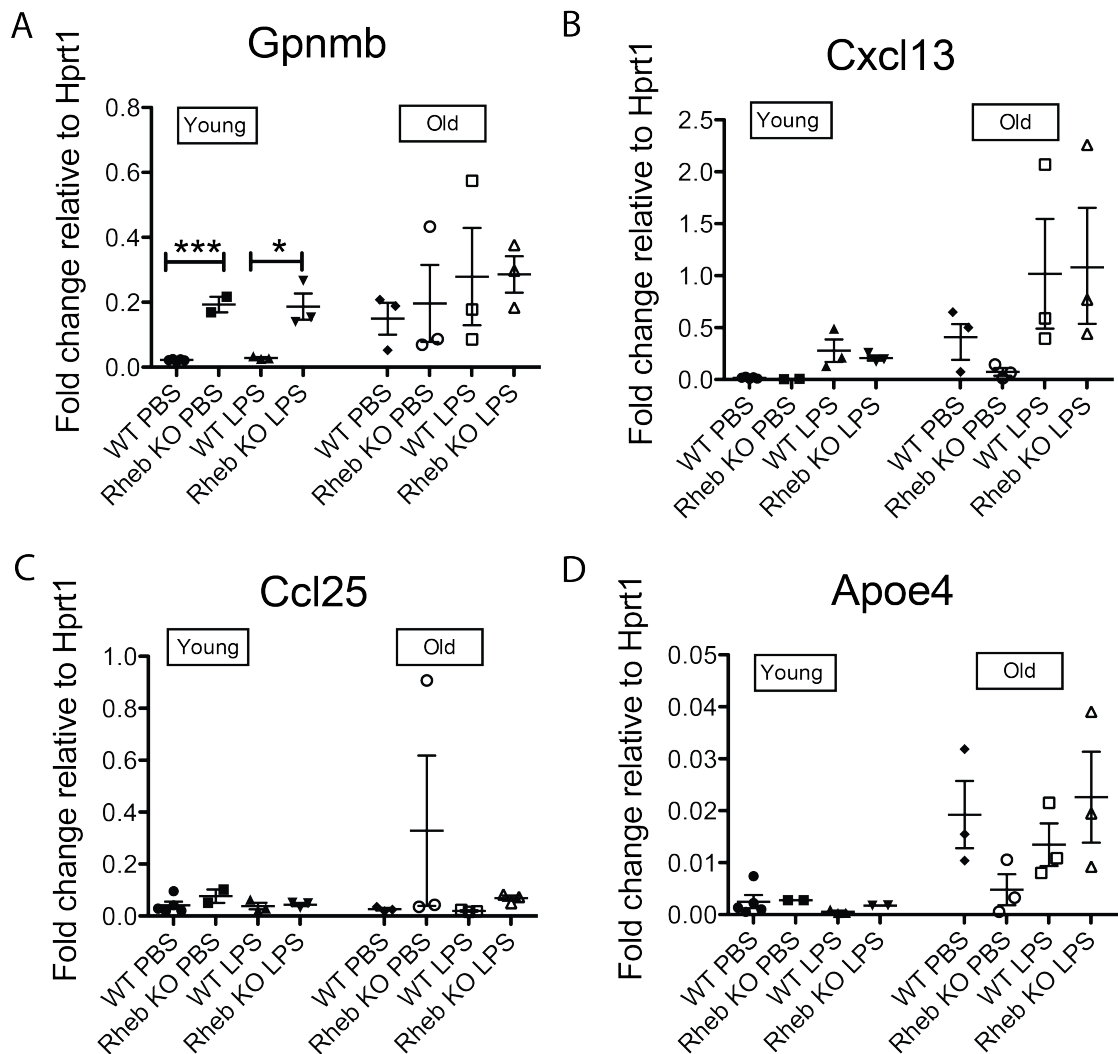 A
Gpnmb
Fold change relative to Hprt1
0.8
0.6
0.4
0.2
0.0
Young
Old
***
*
WT PBS
Rheb KO PBS
WT LPS
Rheb KO LPS
WT PBS
Rheb KO PBS
WT LPS
Rheb KO LPS
B
Cxcl13
Fold change relative to Hprt1
2.5
2.0
1.5
1.0
0.5
0.0
Young
Old
WT PBS
Rheb KO PBS
WT LPS
Rheb KO LPS
WT PBS
Rheb KO PBS
WT LPS
Rheb KO LPS
C
Ccl25
Fold change relative to Hprt1
1.0
0.8
0.6
0.4
0.2
0.0
Young
Old
WT PBS
Rheb KO PBS
WT LPS
Rheb KO LPS
WT PBS
Rheb KO PBS
WT LPS
Rheb KO LPS
D
Apoe4
Fold change relative to Hprt1
0.05
0.04
0.03
0.02
0.01
0.00
Young
Old
WT PBS
Rheb KO PBS
WT LPS
Rheb KO LPS
WT PBS
Rheb KO PBS
WT LPS
Rheb KO LPS